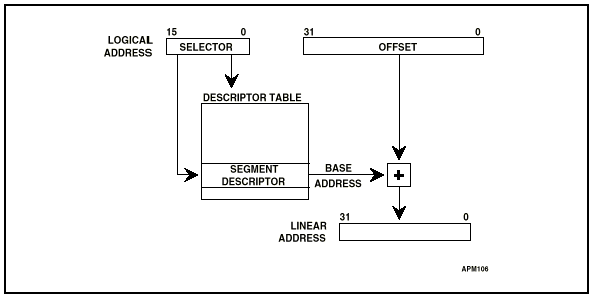 LOGICAL
ADDRESS
15 0
SELECTOR
31 0
OFFSET
DESCRIPTOR TABLE
SEGMENT
DESCRIPTOR
BASE
ADDRESS
+
LINEAR
ADDRESS
31 0
APM106